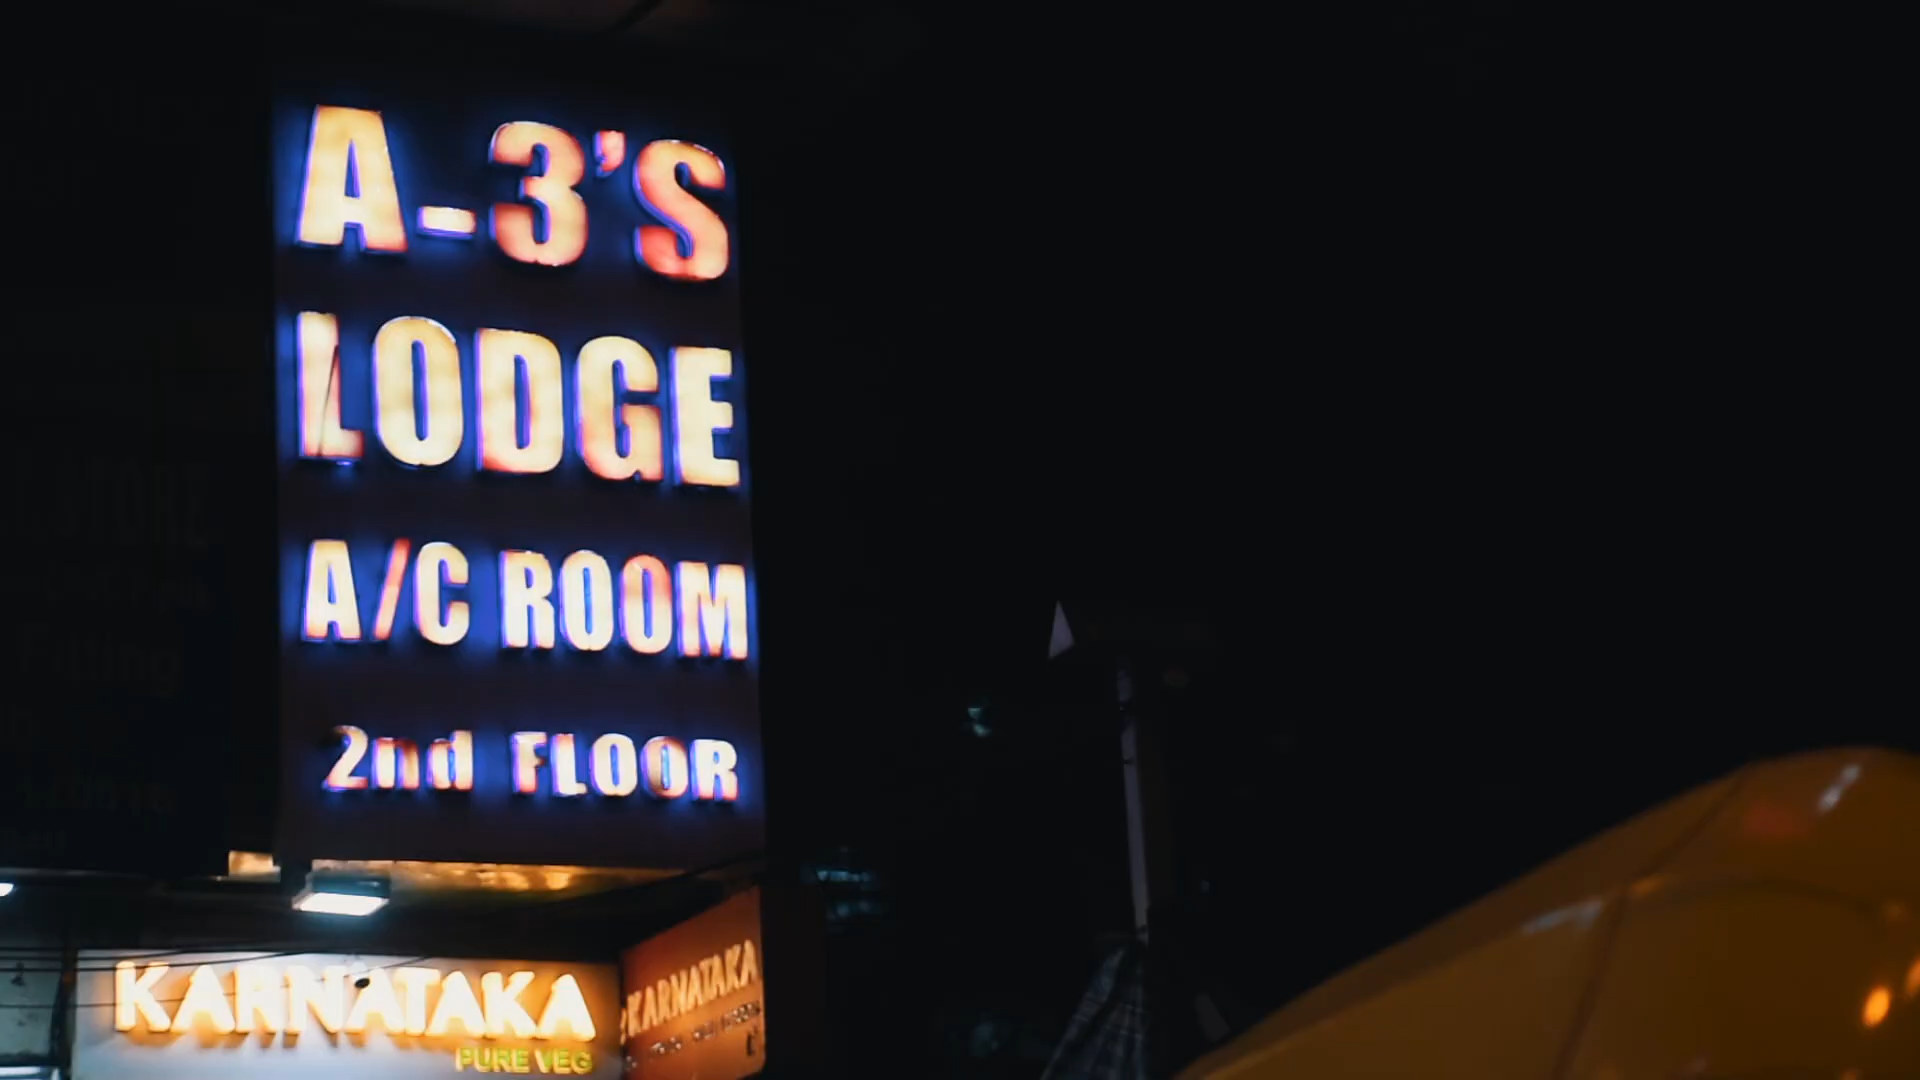 A-3'S
LODGE
A/C ROOM
2nd FLOOR
KARNATAKA
PURE VEG
KARNATAKA